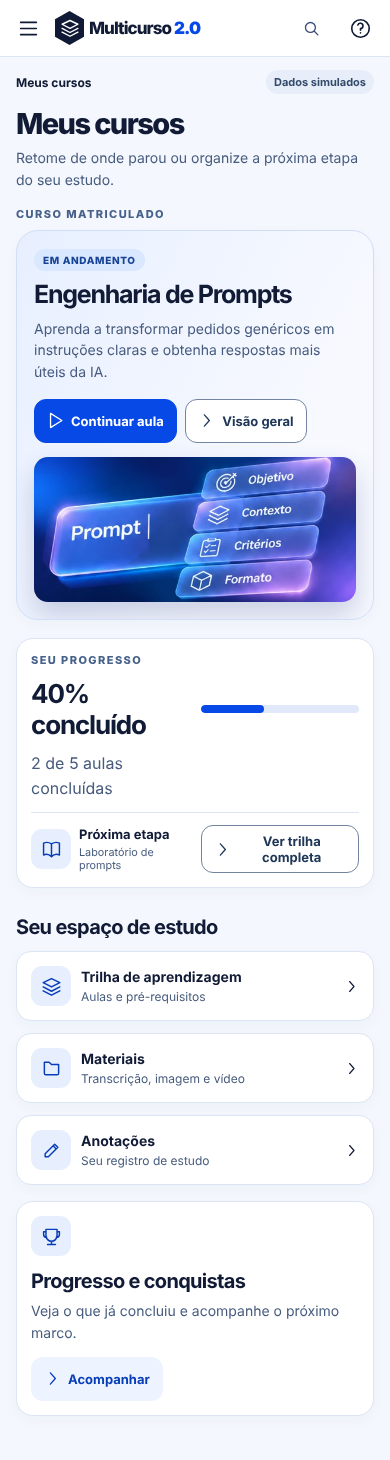 Multicurso 2.0
Meus cursos
Dados simulados
Meus cursos
Retome de onde parou ou organize a próxima etapa
do seu estudo.
CURSO MATRICULADO
EM ANDAMENTO
Engenharia de Prompts
Aprenda a transformar pedidos genéricos em
instruções claras e obtenha respostas mais
úteis da IA.
Continuar aula
Visão geral
Prompt
Objetivo
Contexto
Critérios
Formato
SEU PROGRESSO
40%
concluído
2 de 5 aulas
concluídas
Próxima etapa
Laboratório de
prompts
Ver trilha
completa
Seu espaço de estudo
Trilha de aprendizagem
Aulas e pré-requisitos
Materiais
Transcrição, imagem e vídeo
Anotações
Seu registro de estudo
Progresso e conquistas
Veja o que já concluiu e acompanhe o próximo
marco.
Acompanhar